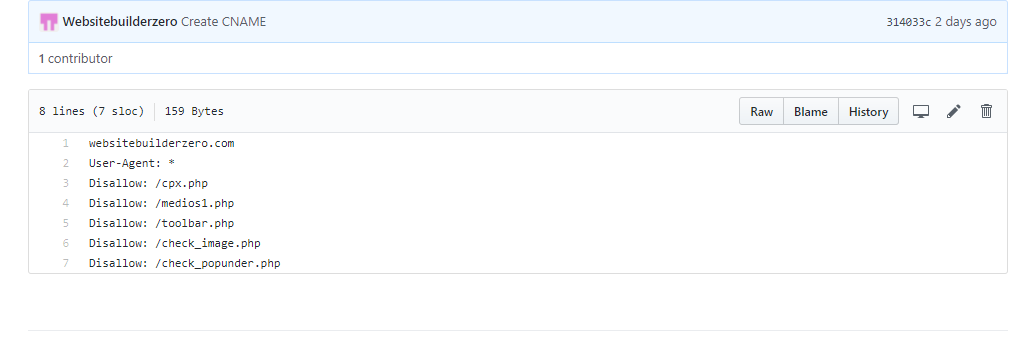 Websitebuilderzero Create CNAME 314033c 2 days ago
1 contributor
8 lines (7 sloc) 159 Bytes Raw Blame History
1 websitebuilderzero.com
2 User-Agent: *
3 Disallow: /cpx.php
4 Disallow: /medios1.php
5 Disallow: /toolbar.php
6 Disallow: /check_image.php
7 Disallow: /check_popunder.php